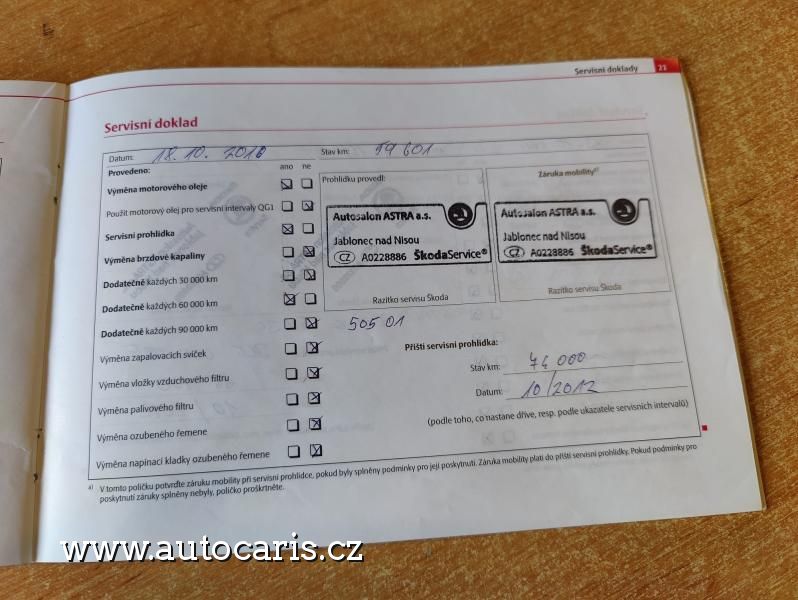 Servisní doklady 21
Servisní doklad
Datum: 18.10. 2010 Stav km: 59 601
Provedeno: ano ne
Výměna motorového oleje
Prohlídku provedl:
Záruka mobility a)
Použit motorový olej pro servisní intervaly QG1
Servisní prohlídka
Výměna brzdové kapaliny
Dodatečně každých 30 000 km
Dodatečně každých 60 000 km
Dodatečně každých 90 000 km
Výměna zapalovacích svíček
Výměna vložky vzduchového filtru
Výměna palivového filtru
Výměna ozubeného řemene
Výměna napínací kladky ozubeného řemene
Autosalon ASTRA a.s.
Jablonec nad Nisou
CZ A0228886 ŠkodaService®
Razítko servisu Škoda
Autosalon ASTRA a.s.
Jablonec nad Nisou
CZ A0228886 ŠkodaService®
Razítko servisu Škoda
505 01
Příští servisní prohlídka:
Stav km: 74 000
Datum: 10/2012
(podle toho, co nastane dříve, resp. podle ukazatele servisních intervalů)
a) V tomto políčku potvrďte záruku mobility při servisní prohlídce, pokud byly splněny podmínky pro její poskytnutí. Záruka mobility platí do příští servisní prohlídky. Pokud podmínky pro
poskytnutí záruky splněny nebyly, políčko proškrtněte.
www.autocaris.cz